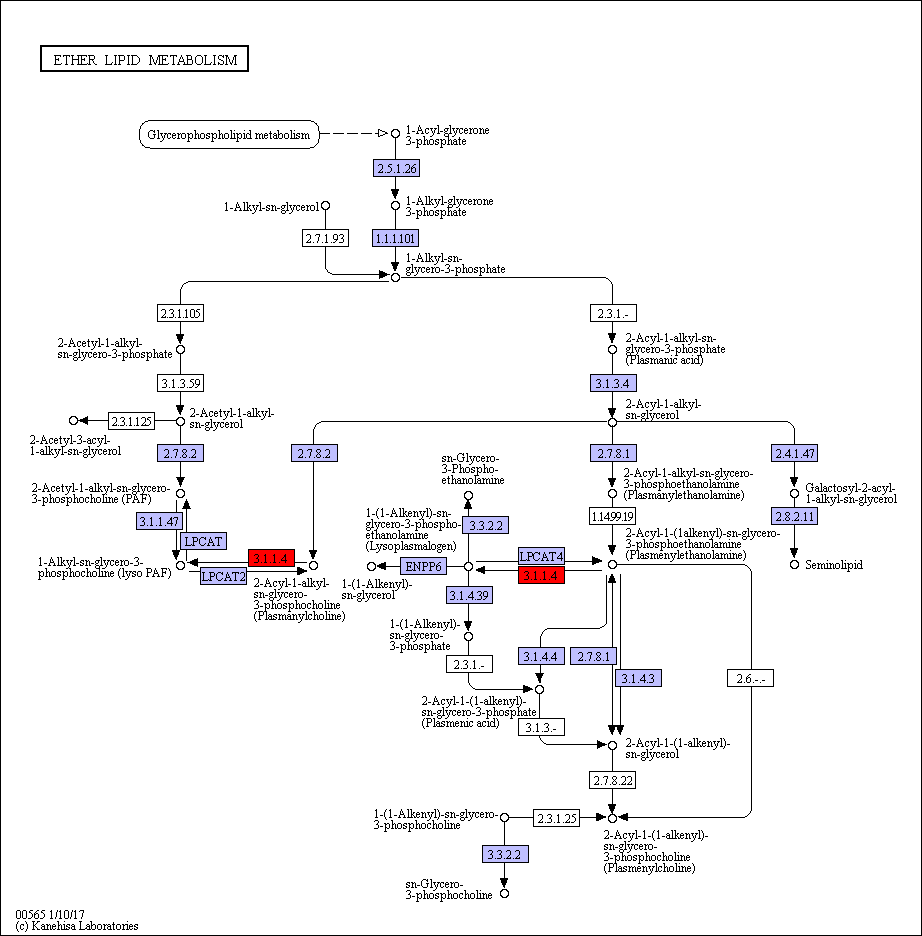 ETHER LIPID METABOLISM
Glycerophospholipid metabolism
1-Acyl-glycerone
3-phosphate
2.5.1.26
1-Alkyl-sn-glycerol
1-Alkyl-glycerone
3-phosphate
2.7.1.93
1.1.1.101
1-Alkyl-sn-
glycero-3-phosphate
2.3.1.105
2.3.1.-
2-Acetyl-1-alkyl-
sn-glycero-3-phosphate
2-Acyl-1-alkyl-sn-
glycero-3-phosphate
(Plasmanic acid)
3.1.3.59
3.1.3.4
2.3.1.125
2-Acetyl-1-alkyl-
sn-glycerol
2-Acyl-1-alkyl
sn-glycerol
2-Acetyl-3-acyl-
1-alkyl-sn-glycerol
2.7.8.2
2.7.8.2
2.7.8.1
2.4.1.47
sn-Glycero-
3-Phospho-
ethanolamine
2-Acetyl-1-alkyl-sn-glycero-
3-phosphocholine (PAF)
2-Acyl-1-alkyl-sn-glycero-
3-phosphoethanolamine
(Plasmanylethanolamine)
Galactosyl-2-acyl-
1-alkyl-sn-glycerol
3.1.1.47
LPCAT
1-(1-Alkenyl)-sn-
glycero-3-phospho-
ethanolamine
(Lysoplasmalogen)
3.3.2.2
1.14.99.19
2.8.2.11
2-Acyl-1-(1alkenyl)-sn-glycero-
3-phosphoethanolamine
(Plasmenylethanolamine)
1-Alkyl-sn-glycero-3-
phosphocholine (lyso PAF)
3.1.1.4
LPCAT2
ENPP6
LPCAT4
3.1.1.4
Seminolipid
2-Acyl-1-alkyl-
sn-glycero-
3-phosphocholine
(Plasmanylcholine)
1-(1-Alkenyl)-
sn-glycerol
3.1.4.39
1-(1-Alkenyl)-
sn-glycero-
3-phosphate
2.3.1.-
3.1.4.4
2.7.8.1
3.1.4.3
2.6.-.-
2-Acyl-1-(1-alkenyl)-
sn-glycero-3-phosphate
(Plasmenic acid)
3.1.3.-
2-Acyl-1-(1-alkenyl)-
sn-glycerol
2.7.8.22
1-(1-Alkenyl)-sn-glycero-
3-phosphocholine
2.3.1.25
2-Acyl-1-(1-alkenyl)-
sn-glycero-
3-phosphocholine
(Plasmenylcholine)
3.3.2.2
sn-Glycero-
3-phosphocholine
00565 1/10/17
(c) Kanehisa Laboratories